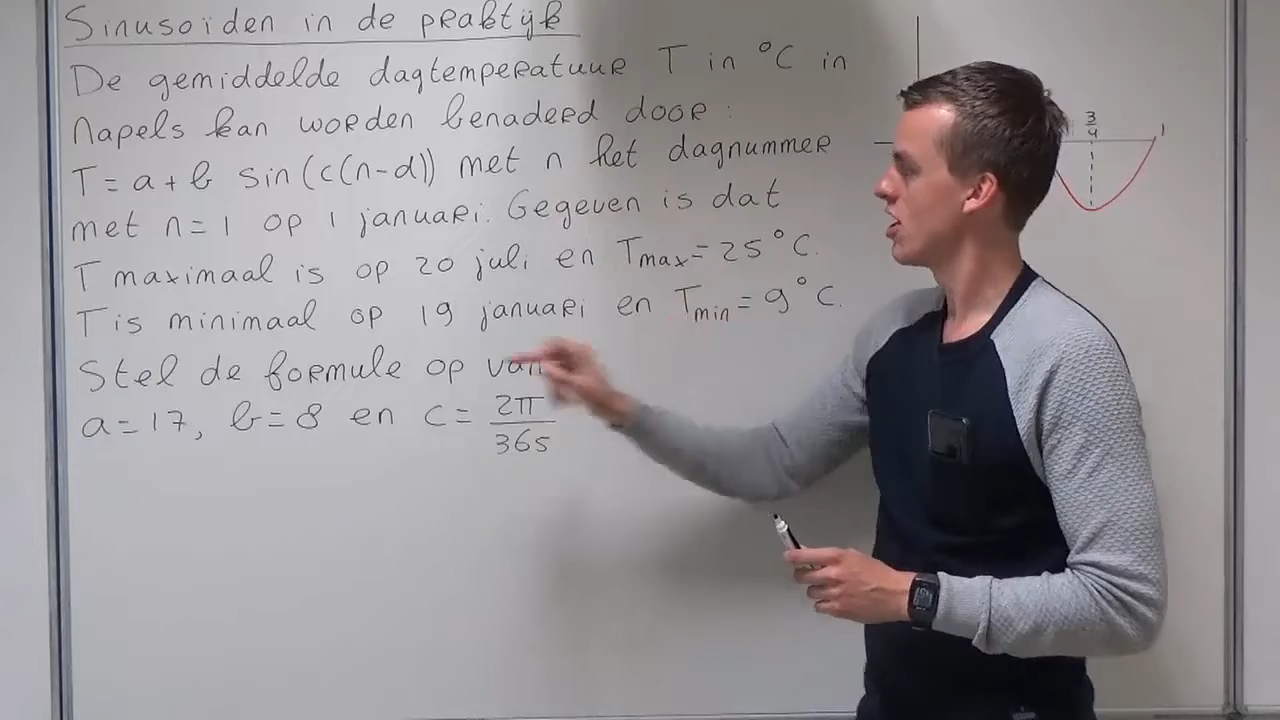 Sinusoïden in de praktijk
De gemiddelde dagtemperatuur T in °C in
Napels kan worden benaderd door:
T = a + b sin(c(n-d)) met n het dagnummer
met n = 1 op 1 januari. Gegeven is dat
T maximaal is op 20 juli en Tmax = 25°C.
T is minimaal op 19 januari en Tmin = 9°C.
Stel de formule op van
a = 17, b = 8 en c = 2π/365
3/4
1